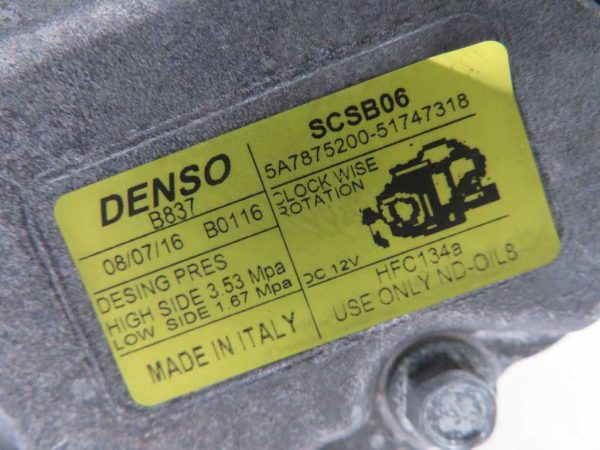 DENSO
B837
08/07/16 B0116
DESING PRES
HIGH SIDE 3.53 Mpa
LOW SIDE 1.67 Mpa
MADE IN ITALY
SCSB06
5A7875200-51747318
CLOCK WISE
ROTATION
DC 12V
HFC134a
USE ONLY ND-OIL8